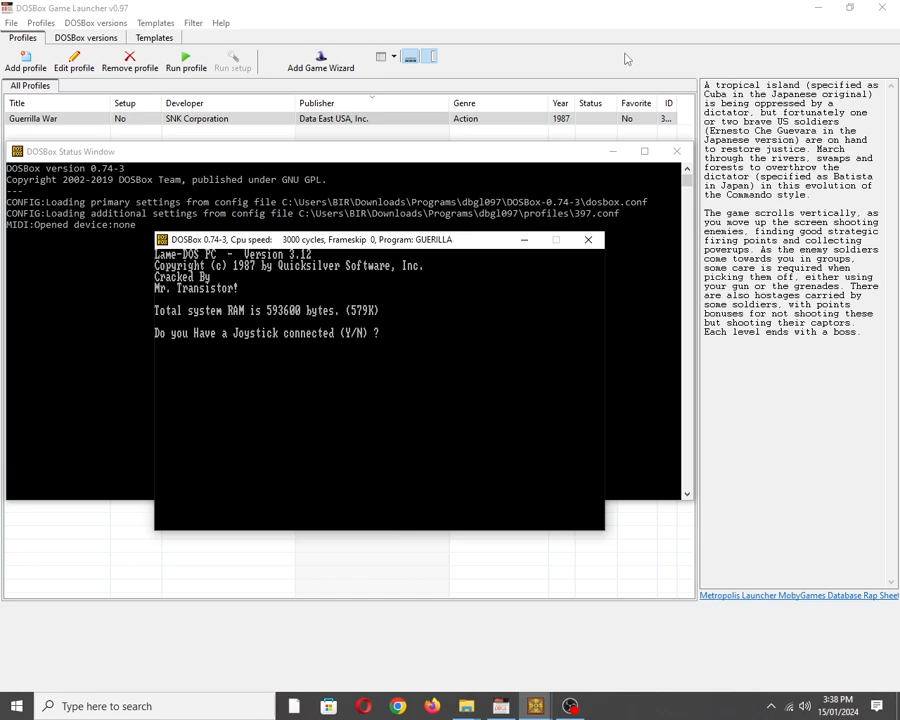 DOSBox Game Launcher v0.97
File Profiles DOSBox versions Templates Filter Help
Profiles DOSBox versions Templates
Add profile Edit profile Remove profile Run profile Run setup Add Game Wizard
All Profiles
Title Setup Developer Publisher Genre Year Status Favorite ID
Guerrilla War No SNK Corporation Data East USA, Inc. Action 1987 No 3...
DOSBox Status Window
DOSBox version 0.74-3
Copyright 2002-2019 DOSBox Team, published under GNU GPL.
---
CONFIG:Loading primary settings from config file C:\Users\BIR\Downloads\Programs\dbgl097\DOSBox-0.74-3\dosbox.conf
CONFIG:Loading additional settings from config file C:\Users\BIR\Downloads\Programs\dbgl097\profiles\397.conf
MIDI:Opened device:none
DOSBox 0.74-3, Cpu speed: 3000 cycles, Frameskip 0, Program: GUERILLA
Lame-DOS PC - Version 3.12
Copyright (c) 1987 by Quicksilver Software, Inc.
Cracked By
Mr. Transistor!
Total system RAM is 593600 bytes. (579K)
Do you Have a Joystick connected (Y/N) ?
A tropical island (specified as
Cuba in the Japanese original)
is being oppressed by a
dictator, but fortunately one
or two brave US soldiers
(Ernesto Che Guevara in the
Japanese version) are on hand
to restore justice. March
through the rivers, swamps and
forests to overthrow the
dictator (specified as Batista
in Japan) in this evolution of
the Commando style.
The game scrolls vertically, as
you move up the screen shooting
enemies, finding good strategic
firing points and collecting
powerups. As the enemy soldiers
come towards you in groups,
some care is required when
picking them off, either using
your gun or the grenades. There
are also hostages carried by
some soldiers, with points
bonuses for not shooting these
but shooting their captors.
Each level ends with a boss.
Metropolis Launcher MobyGames Database Rap Sheet
Type here to search
3:38 PM
15/01/2024